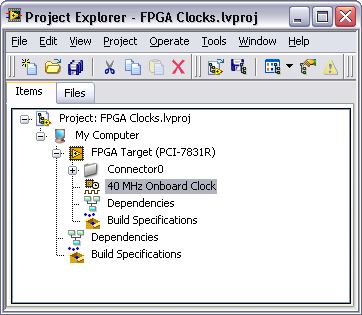 Project Explorer - FPGA Clocks.lvproj
File Edit View Project Operate Tools Window Help
Items Files
Project: FPGA Clocks.lvproj
My Computer
FPGA Target (PCI-7831R)
Connector0
40 MHz Onboard Clock
Dependencies
Build Specifications
Dependencies
Build Specifications